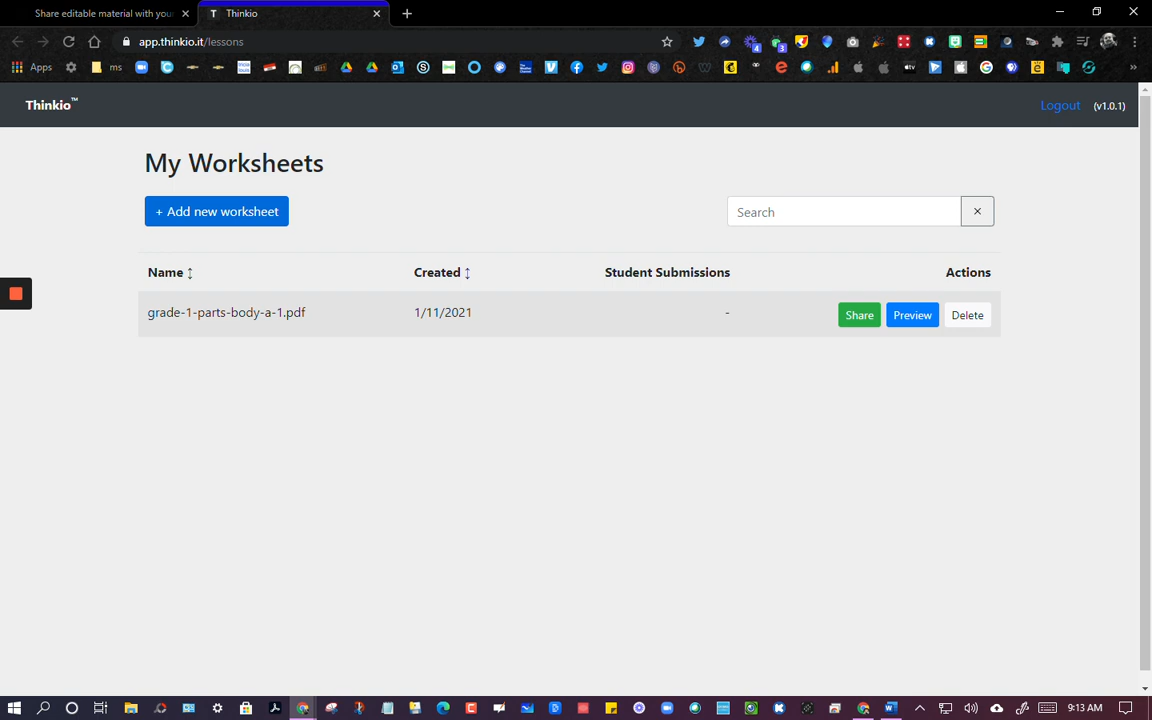 Share editable material with your
Thinkio
app.thinkio.it/lessons
Apps
ms
Thinkio™
Logout
(v1.0.1)
My Worksheets
+ Add new worksheet
Search
Name
Created
Student Submissions
Actions
grade-1-parts-body-a-1.pdf
1/11/2021
-
Share
Preview
Delete
9:13 AM